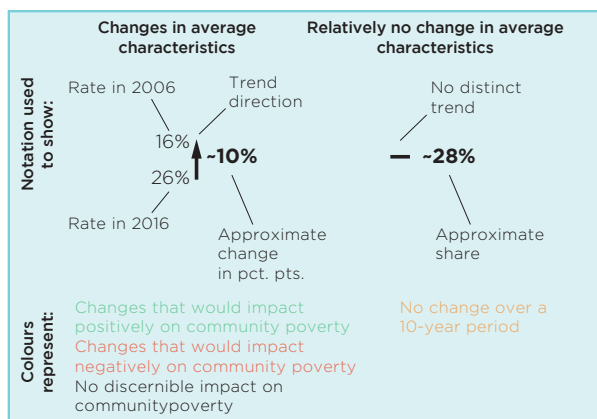 Changes in average
characteristics
Relatively no change in average
characteristics
Notation used
to show:
Rate in 2006
Trend
direction
16%
~10%
26%
Rate in 2016
Approximate
change
in pct. pts.
No distinct
trend
~28%
Approximate
share
Colours
represent:
Changes that would impact
positively on community poverty
Changes that would impact
negatively on community poverty
No discernible impact on
communitypoverty
No change over a
10-year period